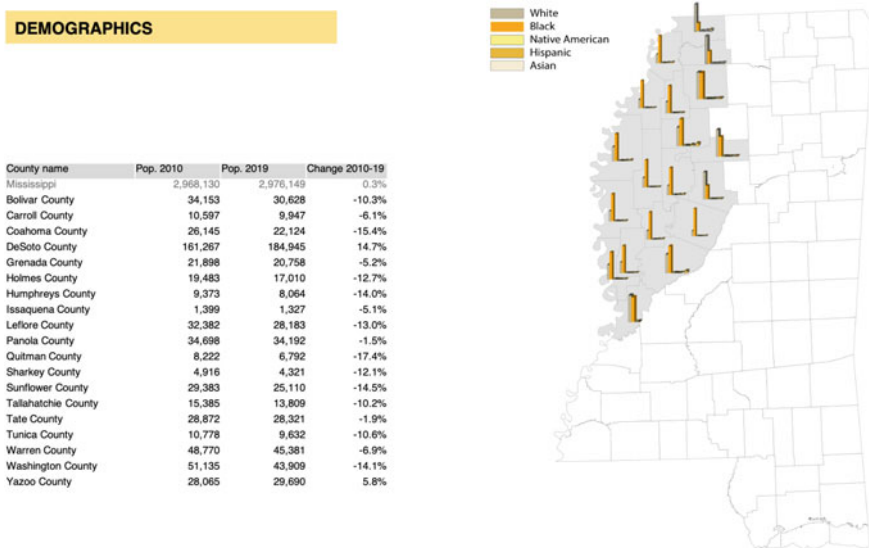 DEMOGRAPHICS
White
Black
Native American
Hispanic
Asian
County name Pop. 2010 Pop. 2019 Change 2010-19
Mississippi 2,968,130 2,976,149 0.3%
Bolivar County 34,153 30,628 -10.3%
Carroll County 10,597 9,947 -6.1%
Coahoma County 26,145 22,124 -15.4%
DeSoto County 161,267 184,945 14.7%
Grenada County 21,898 20,758 -5.2%
Holmes County 19,483 17,010 -12.7%
Humphreys County 9,373 8,064 -14.0%
Issaquena County 1,399 1,327 -5.1%
Leflore County 32,382 28,183 -13.0%
Panola County 34,698 34,192 -1.5%
Quitman County 8,222 6,792 -17.4%
Sharkey County 4,916 4,321 -12.1%
Sunflower County 29,383 25,110 -14.5%
Tallahatchie County 15,385 13,809 -10.2%
Tate County 28,872 28,321 -1.9%
Tunica County 10,778 9,632 -10.6%
Warren County 48,770 45,381 -6.9%
Washington County 51,135 43,909 -14.1%
Yazoo County 28,065 29,690 5.8%